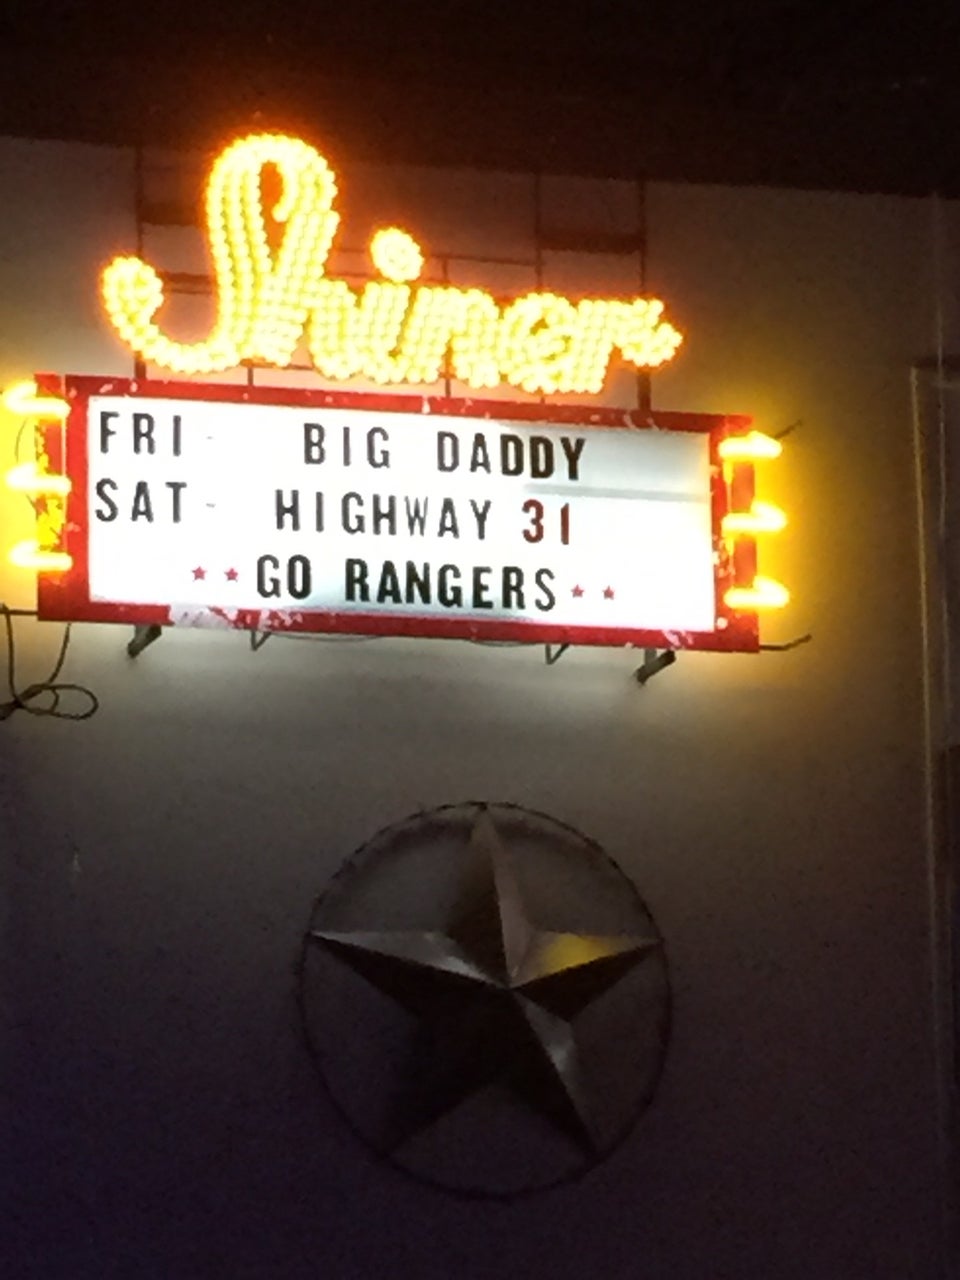 Shiner
FRI - BIG DADDY
SAT - HIGHWAY 31
**GO RANGERS**